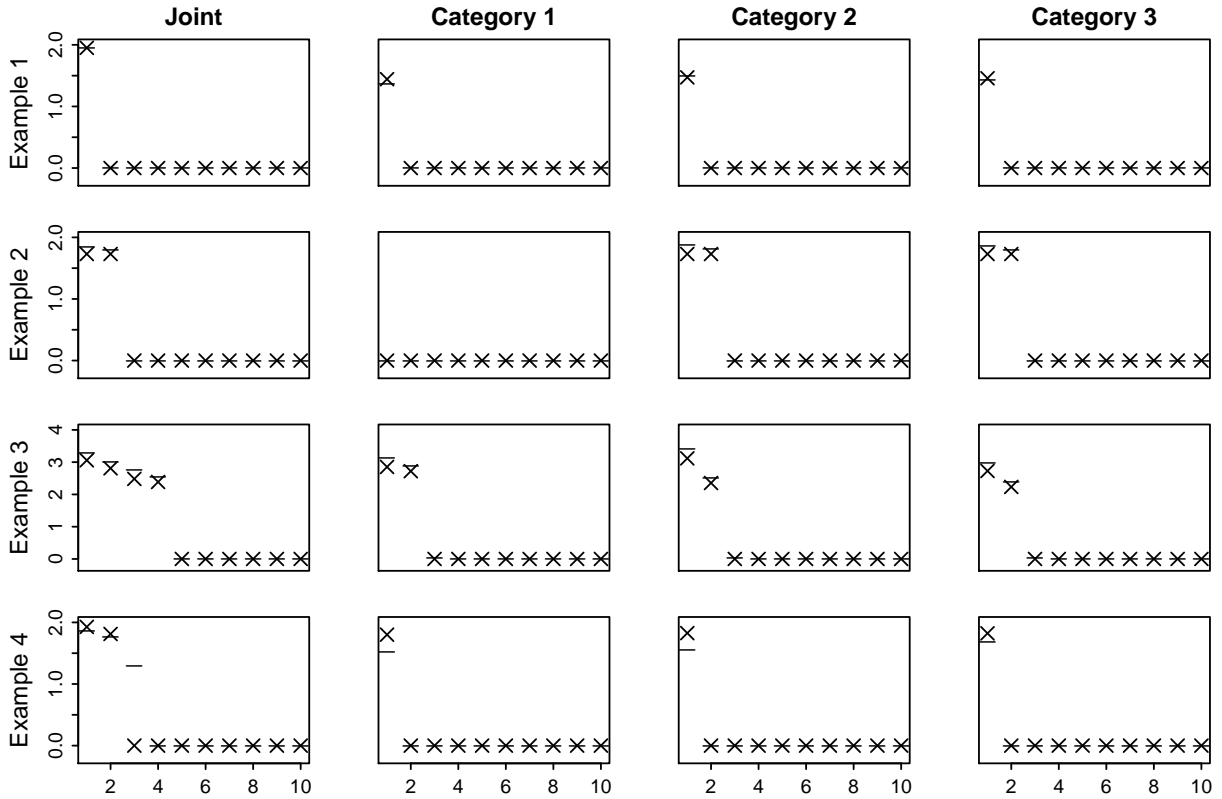 Joint Category 1 Category 2 Category 3
Example 1
2.0
1.0
0.0
Example 2
2.0
1.0
0.0
Example 3
4
3
2
1
0
Example 4
2.0
1.0
0.0
2 4 6 8 10 2 4 6 8 10 2 4 6 8 10 2 4 6 8 10